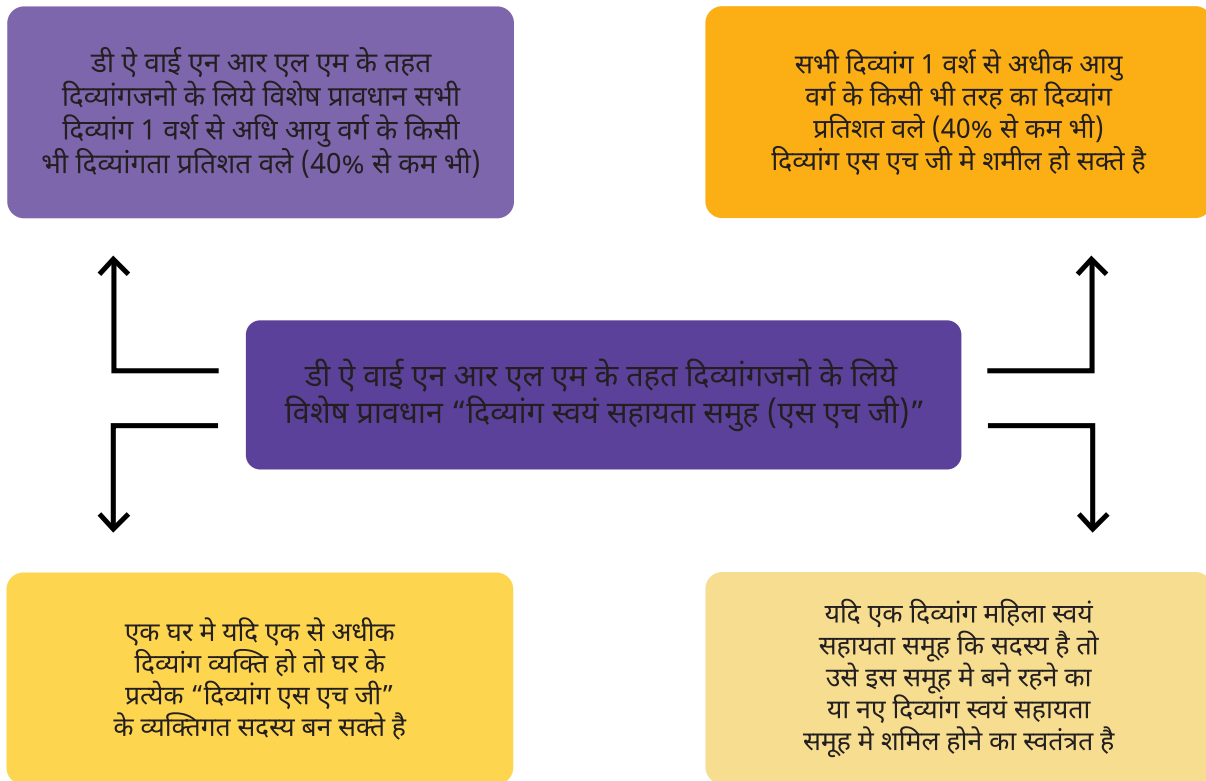 डी ऐ वाई एन आर एल एम के तहत
दिव्यांगजनो के लिये विशेष प्रावधान सभी
दिव्यांग 1 वर्श से अधि आयु वर्ग के किसी
भी दिव्यांगता प्रतिशत वले (40% से कम भी)
सभी दिव्यांग 1 वर्श से अधीक आयु
वर्ग के किसी भी तरह का दिव्यांग
प्रतिशत वले (40% से कम भी)
दिव्यांग एस एच जी मे शमील हो सक्ते है
डी ऐ वाई एन आर एल एम के तहत दिव्यांगजनो के लिये
विशेष प्रावधान “दिव्यांग स्वयं सहायता समुह (एस एच जी)”
एक घर मे यदि एक से अधीक
दिव्यांग व्यक्ति हो तो घर के
प्रत्येक “दिव्यांग एस एच जी”
के व्यक्तिगत सदस्य बन सक्ते है
यदि एक दिव्यांग महिला स्वयं
सहायता समूह कि सदस्य है तो
उसे इस समूह मे बने रहने का
या नए दिव्यांग स्वयं सहायता
समूह मे शमिल होने का स्वतंत्रत है